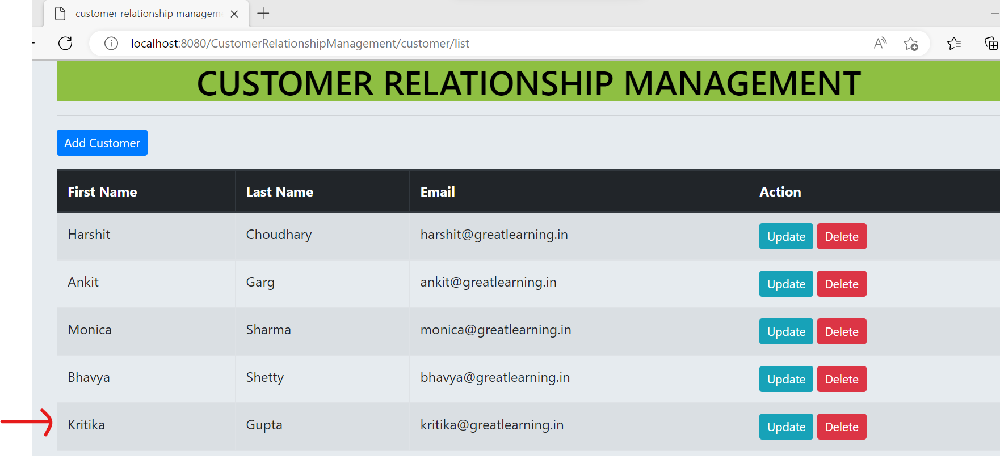 customer relationship managem
localhost:8080/CustomerRelationshipManagement/customer/list
CUSTOMER RELATIONSHIP MANAGEMENT
Add Customer
First Name Last Name Email Action
Harshit Choudhary harshit@greatlearning.in Update Delete
Ankit Garg ankit@greatlearning.in Update Delete
Monica Sharma monica@greatlearning.in Update Delete
Bhavya Shetty bhavya@greatlearning.in Update Delete
Kritika Gupta kritika@greatlearning.in Update Delete